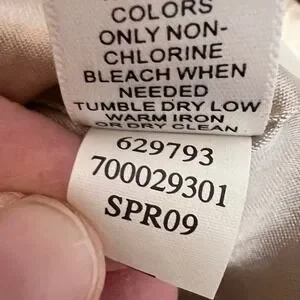 COLORS
ONLY NON-
CHLORINE
BLEACH WHEN
NEEDED
TUMBLE DRY LOW
WARM IRON
OR DRY CLEAN
629793
700029301
SPR09